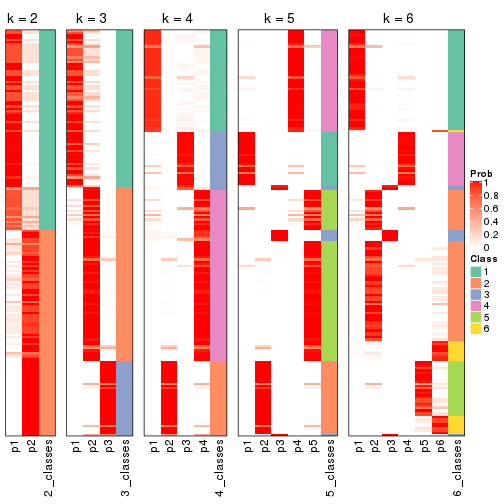 k = 2
k = 3
k = 4
k = 5
k = 6
Prob
1
0.8
0.6
0.4
0.2
0
Class
1
2
3
4
5
6
p1
p2
2_classes
p1
p2
p3
3_classes
p1
p2
p3
p4
4_classes
p1
p2
p3
p4
p5
5_classes
p1
p2
p3
p4
p5
p6
6_classes